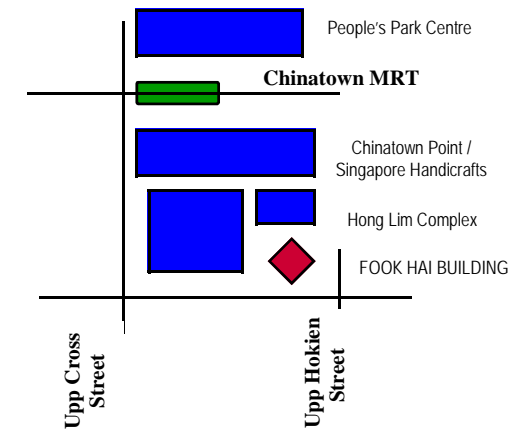 People's Park Centre
Chinatown MRT
Chinatown Point /
Singapore Handicrafts
Hong Lim Complex
FOOK HAI BUILDING
Upp Cross
Street
Upp Hokien
Street